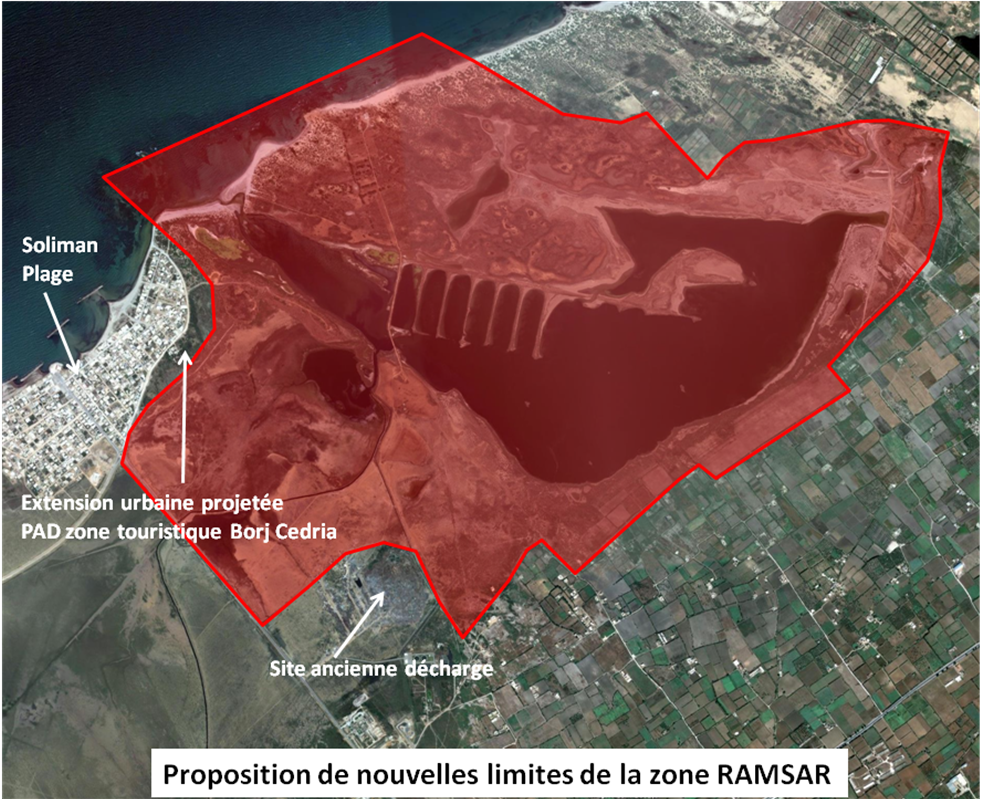 Soliman
Plage
Extension urbaine projetée
PAD zone touristique Borj Cedria
Site ancienne décharge
Proposition de nouvelles limites de la zone RAMSAR